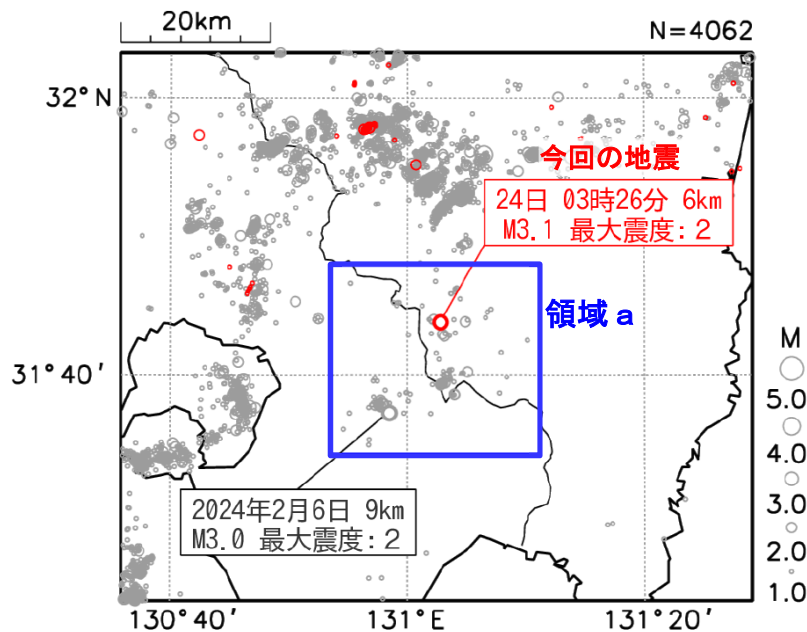 20km
N=4062
32°N
今回の地震
24日 03時26分 6km
M3.1 最大震度:2
領域a
31°40′
M
5.0
4.0
3.0
2.0
1.0
2024年2月6日 9km
M3.0 最大震度:2
130°40′
131°E
131°20′